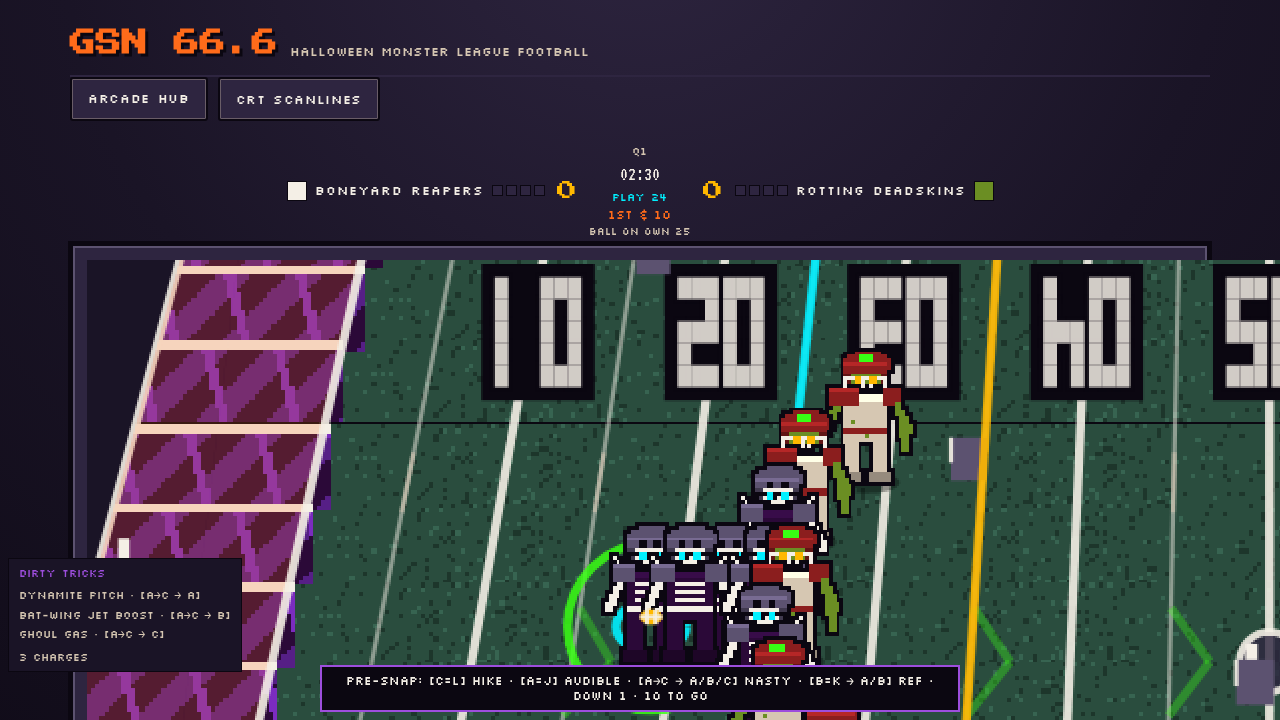 GSN 66.6
HALLOWEEN MONSTER LEAGUE FOOTBALL
ARCADE HUB
CRT SCANLINES
Q1
02:30
BONEYARD REAPERS 0
0 ROTTING DEADSKINS
PLAY 24
1ST & 10
BALL ON OWN 25
10 20
DIRTY TRICKS
DYNAMITE PITCH · [A→C → A]
BAT-WING JET BOOST · [A→C → B]
GHOUL GAS · [A→C → C]
3 CHARGES
PRE-SNAP: [C=L] HIKE · [A=J] AUDIBLE · [A→C → A/B/C] NASTY · [B=K → A/B] REF ·
DOWN 1 · 10 TO GO